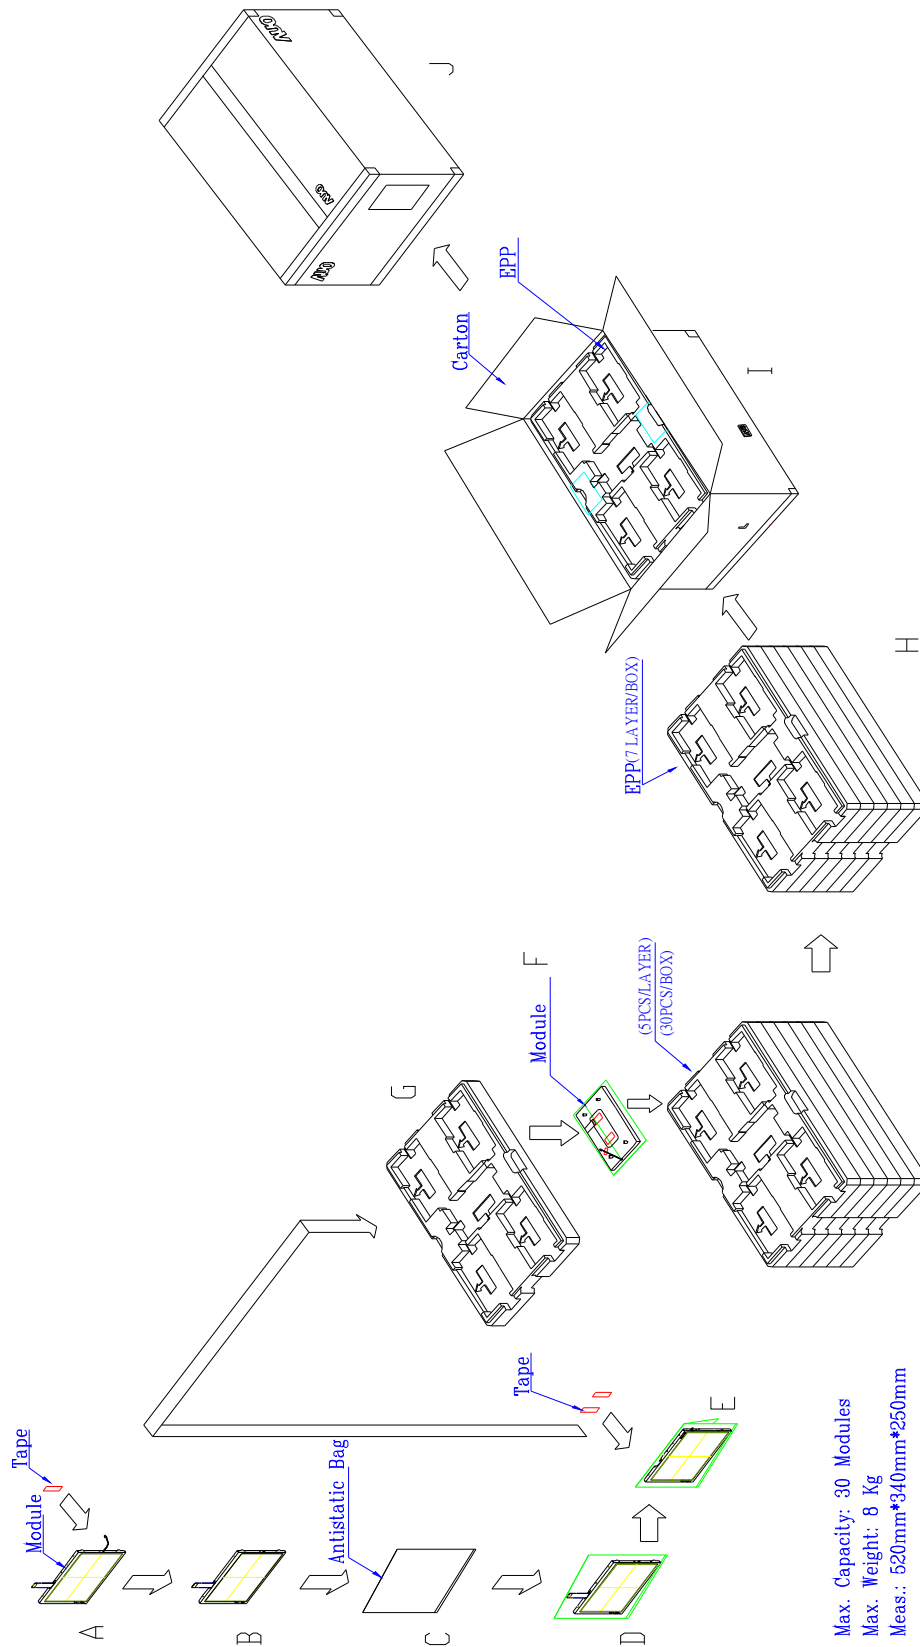 Tape
Module
A
B
Antistatic Bag
C
D
Tape
E
Module
F
G
(5PCS/LAYER)
(30PCS/BOX)
EPP(7 LAYER/BOX)
H
Carton
EPP
I
AUO
AUO
AUO
J
Max. Capacity: 30 Modules
Max. Weight: 8 Kg
Meas.: 520mm*340mm*250mm